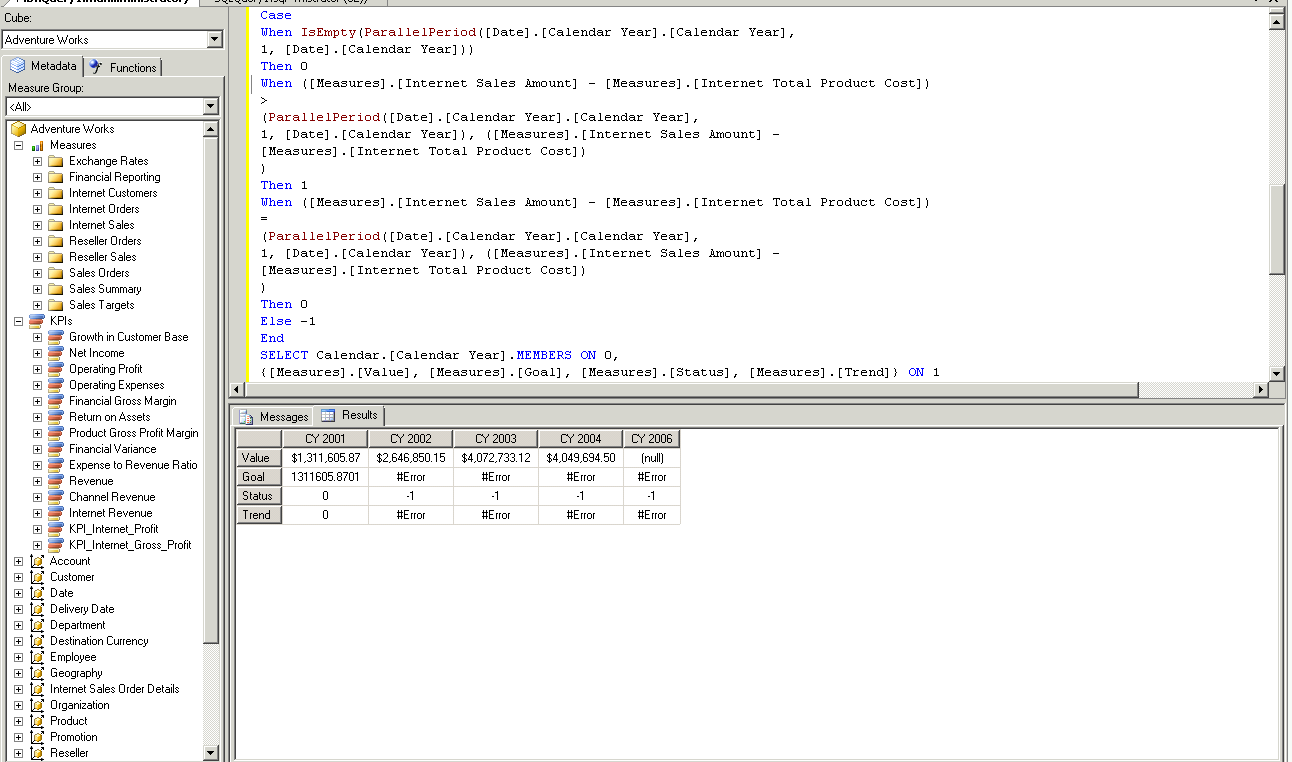 Cube:
Adventure Works
Metadata
Functions
Measure Group:
<All>
Adventure Works
Measures
Exchange Rates
Financial Reporting
Internet Customers
Internet Orders
Internet Sales
Reseller Orders
Reseller Sales
Sales Orders
Sales Summary
Sales Targets
KPIs
Growth in Customer Base
Net Income
Operating Profit
Operating Expenses
Financial Gross Margin
Return on Assets
Product Gross Profit Margin
Financial Variance
Expense to Revenue Ratio
Revenue
Channel Revenue
Internet Revenue
KPI_Internet_Profit
KPI_Internet_Gross_Profit
Account
Customer
Date
Delivery Date
Department
Destination Currency
Employee
Geography
Internet Sales Order Details
Organization
Product
Promotion
Reseller
Case
When IsEmpty(ParallelPeriod([Date].[Calendar Year].[Calendar Year],
1, [Date].[Calendar Year]))
Then 0
When ([Measures].[Internet Sales Amount] - [Measures].[Internet Total Product Cost])
>
(ParallelPeriod([Date].[Calendar Year].[Calendar Year],
1, [Date].[Calendar Year]), ([Measures].[Internet Sales Amount] -
[Measures].[Internet Total Product Cost])
)
Then 1
When ([Measures].[Internet Sales Amount] - [Measures].[Internet Total Product Cost])
=
(ParallelPeriod([Date].[Calendar Year].[Calendar Year],
1, [Date].[Calendar Year]), ([Measures].[Internet Sales Amount] -
[Measures].[Internet Total Product Cost])
)
Then 0
Else -1
End
SELECT Calendar.[Calendar Year].MEMBERS ON 0,
{[Measures].[Value], [Measures].[Goal], [Measures].[Status], [Measures].[Trend]} ON 1
Messages Results
CY 2001 CY 2002 CY 2003 CY 2004 CY 2006
Value $1,311,605.87 $2,646,850.15 $4,072,733.12 $4,049,694.50 (null)
Goal 1311605.8701 #Error #Error #Error #Error
Status 0 -1 -1 -1 -1
Trend 0 #Error #Error #Error #Error